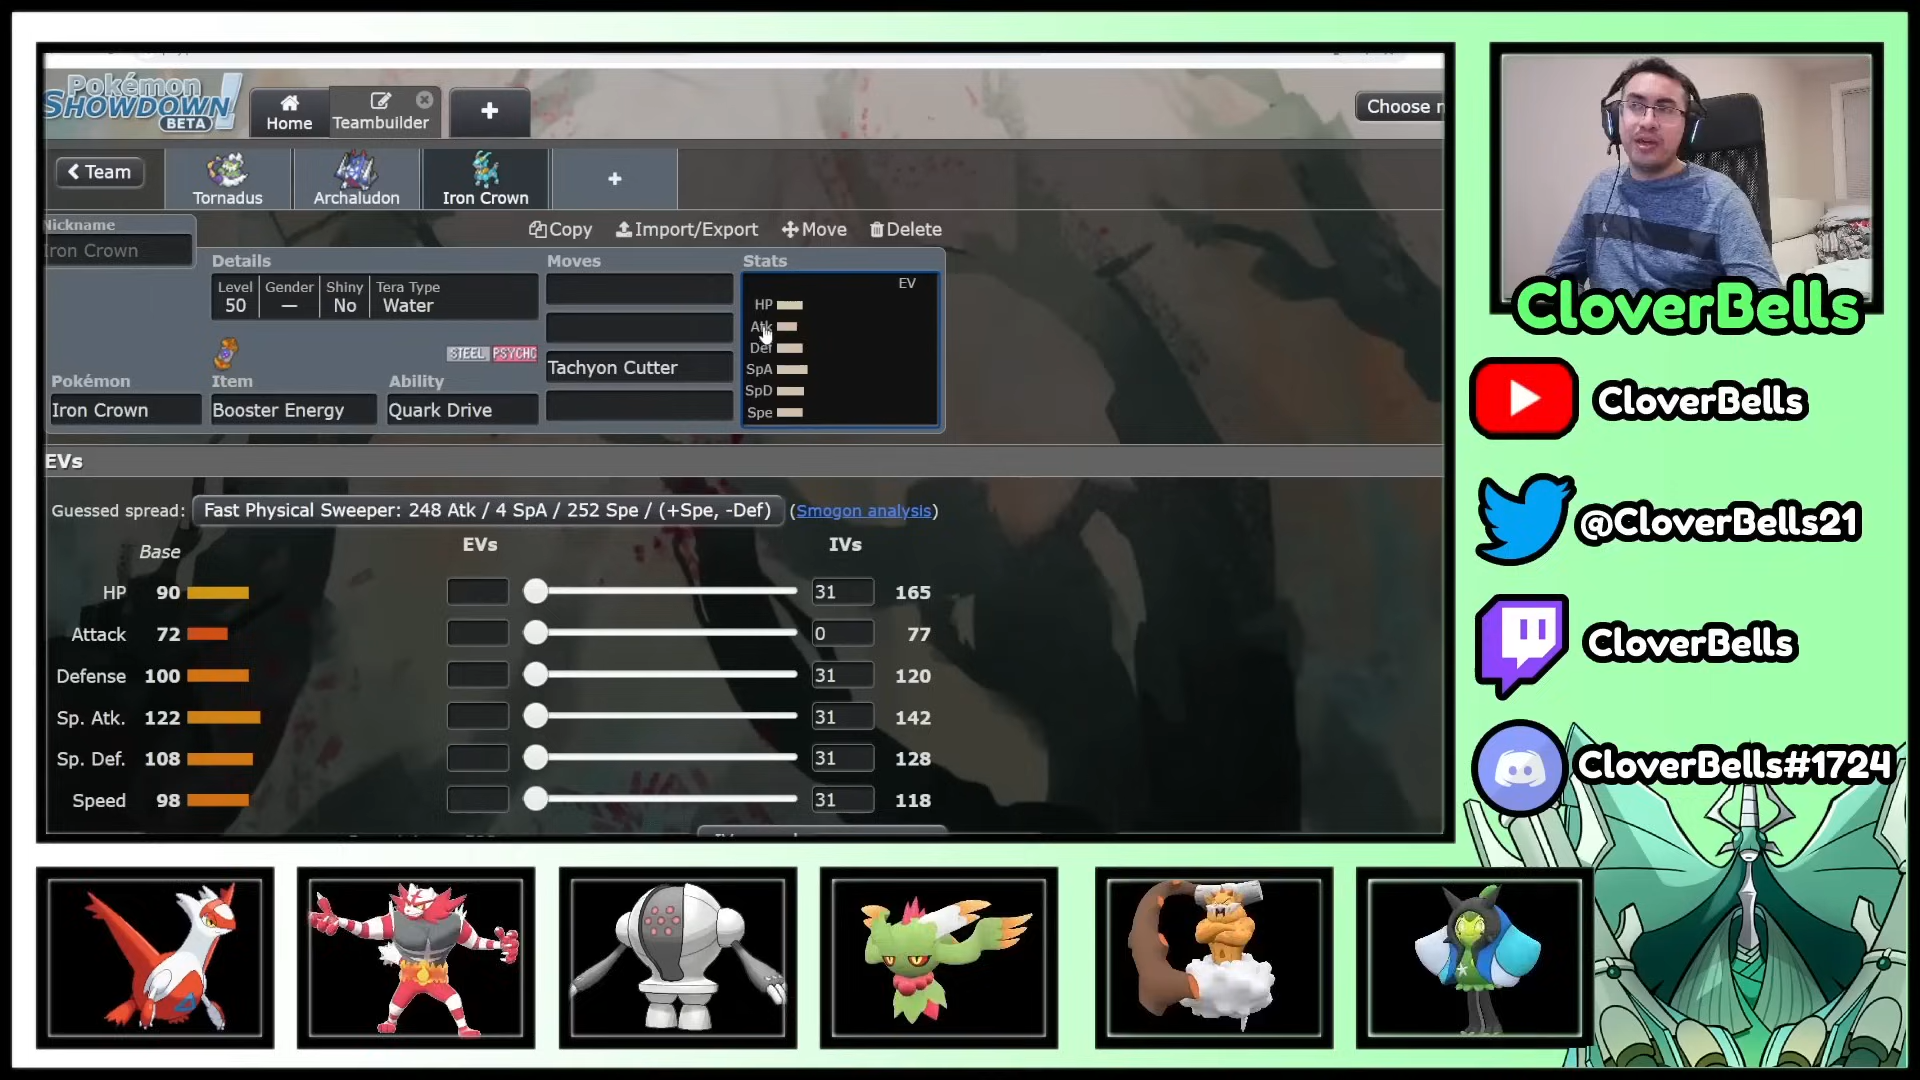 Pokémon
SHOWDOWN!
BETA
Home
Teambuilder
+
Choose n
Team
Tornadus
Archaludon
Iron Crown
+
Nickname
Iron Crown
Copy
Import/Export
Move
Delete
Details
Level
50
Gender
—
Shiny
No
Tera Type
Water
STEEL PSYCHC
Pokémon
Iron Crown
Item
Booster Energy
Ability
Quark Drive
Moves
Tachyon Cutter
Stats
EV
HP
Atk
Def
SpA
SpD
Spe
EVs
Guessed spread: Fast Physical Sweeper: 248 Atk / 4 SpA / 252 Spe / (+Spe, -Def) (Smogon analysis)
Base EVs IVs
HP 90 31 165
Attack 72 0 77
Defense 100 31 120
Sp. Atk. 122 31 142
Sp. Def. 108 31 128
Speed 98 31 118
CloverBells
CloverBells
@CloverBells21
CloverBells
CloverBells#1724